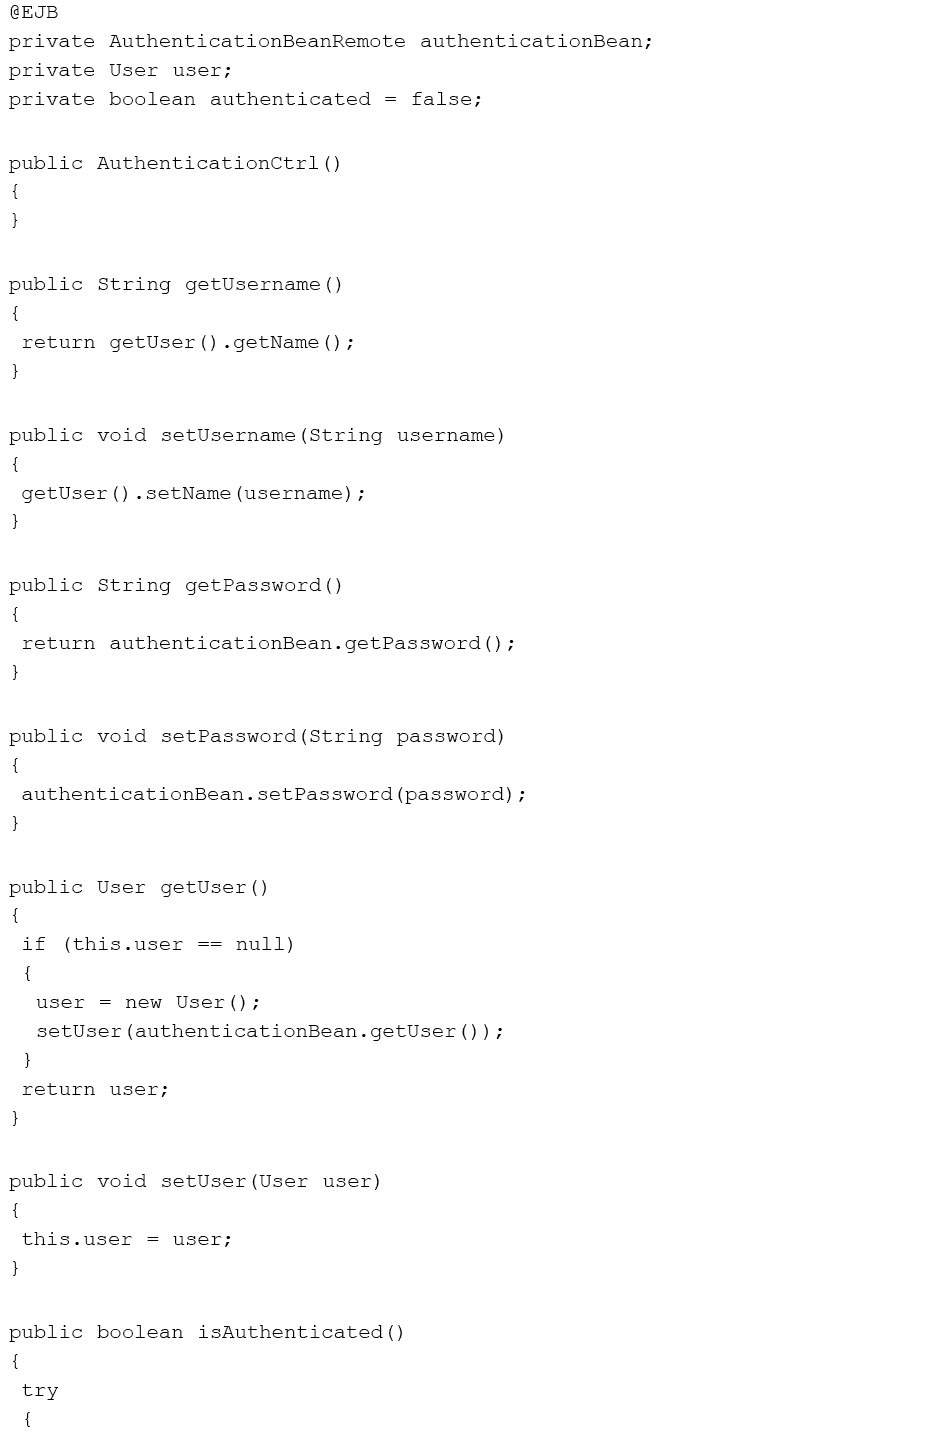 @EJB
private AuthenticationBeanRemote authenticationBean;
private User user;
private boolean authenticated = false;
public AuthenticationCtrl()
{
}
public String getUsername()
{
return getUser().getName();
}
public void setUsername(String username)
{
getUser().setName(username);
}
public String getPassword()
{
return authenticationBean.getPassword();
}
public void setPassword(String password)
{
authenticationBean.setPassword(password);
}
public User getUser()
{
if (this.user == null)
{
user = new User();
setUser(authenticationBean.getUser());
}
return user;
}
public void setUser(User user)
{
this.user = user;
}
public boolean isAuthenticated()
{
try
{